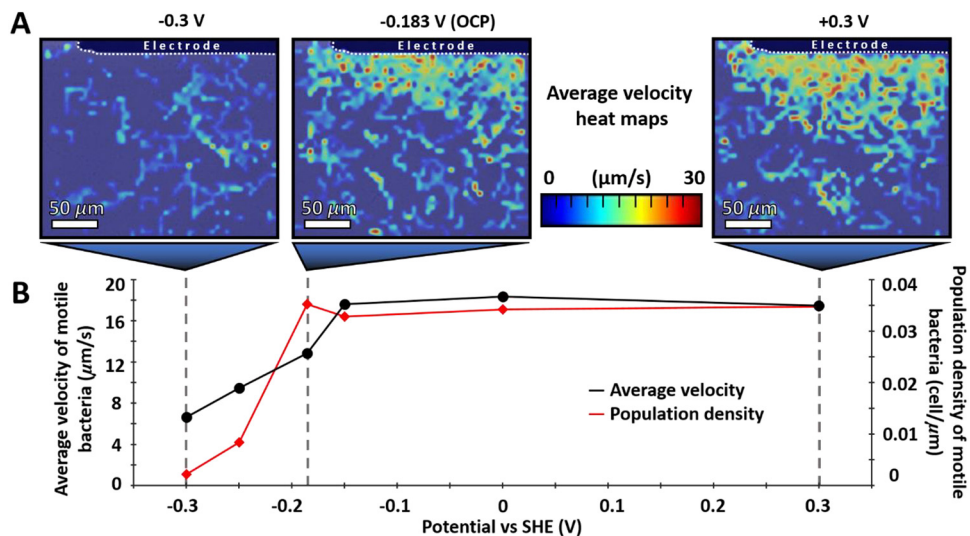 A
-0.3 V
-0.183 V (OCP)
+0.3 V
Electrode
Electrode
Electrode
Average velocity
heat maps
0 (μm/s) 30
50 μm
50 μm
50 μm
B
Average velocity of motile
bacteria (μm/s)
20
16
12
8
4
0
0.04
0.03
0.02
0.01
0
Population density of motile
bacteria (cell/μm)
Average velocity
Population density
-0.3
-0.2
-0.1
0
0.1
0.2
0.3
Potential vs SHE (V)